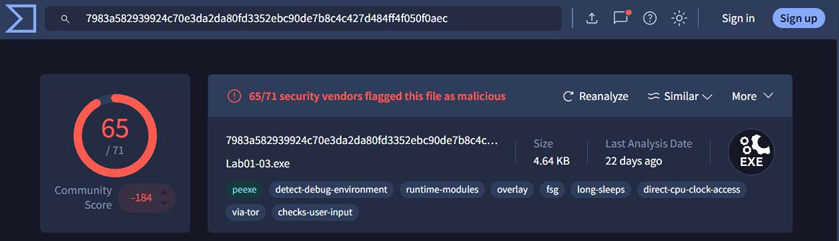 7983a582939924c70e3da2da80fd3352ebc90de7b8c4c427d484ff4f050f0aec
Sign in
Sign up
65
/ 71
Community
Score
-184
65/71 security vendors flagged this file as malicious
Reanalyze
Similar
More
7983a582939924c70e3da2da80fd3352ebc90de7b8c4c...
Lab01-03.exe
Size
4.64 KB
Last Analysis Date
22 days ago
EXE
peexe
detect-debug-environment
runtime-modules
overlay
fsg
long-sleeps
direct-cpu-clock-access
via-tor
checks-user-input